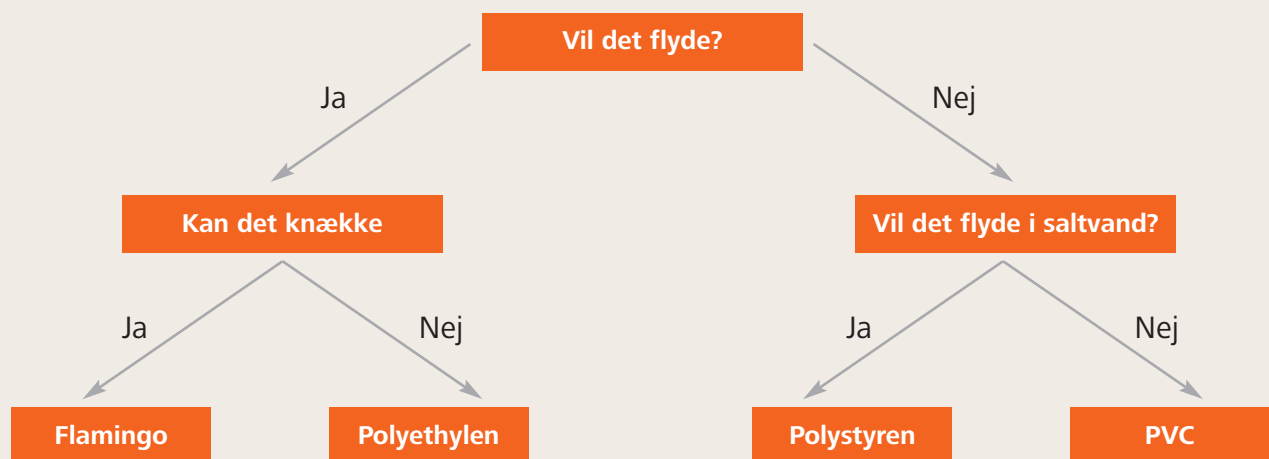 Vil det flyde?
Ja
Nej
Kan det knække
Vil det flyde i saltvand?
Ja
Nej
Ja
Nej
Flamingo
Polyethylen
Polystyren
PVC